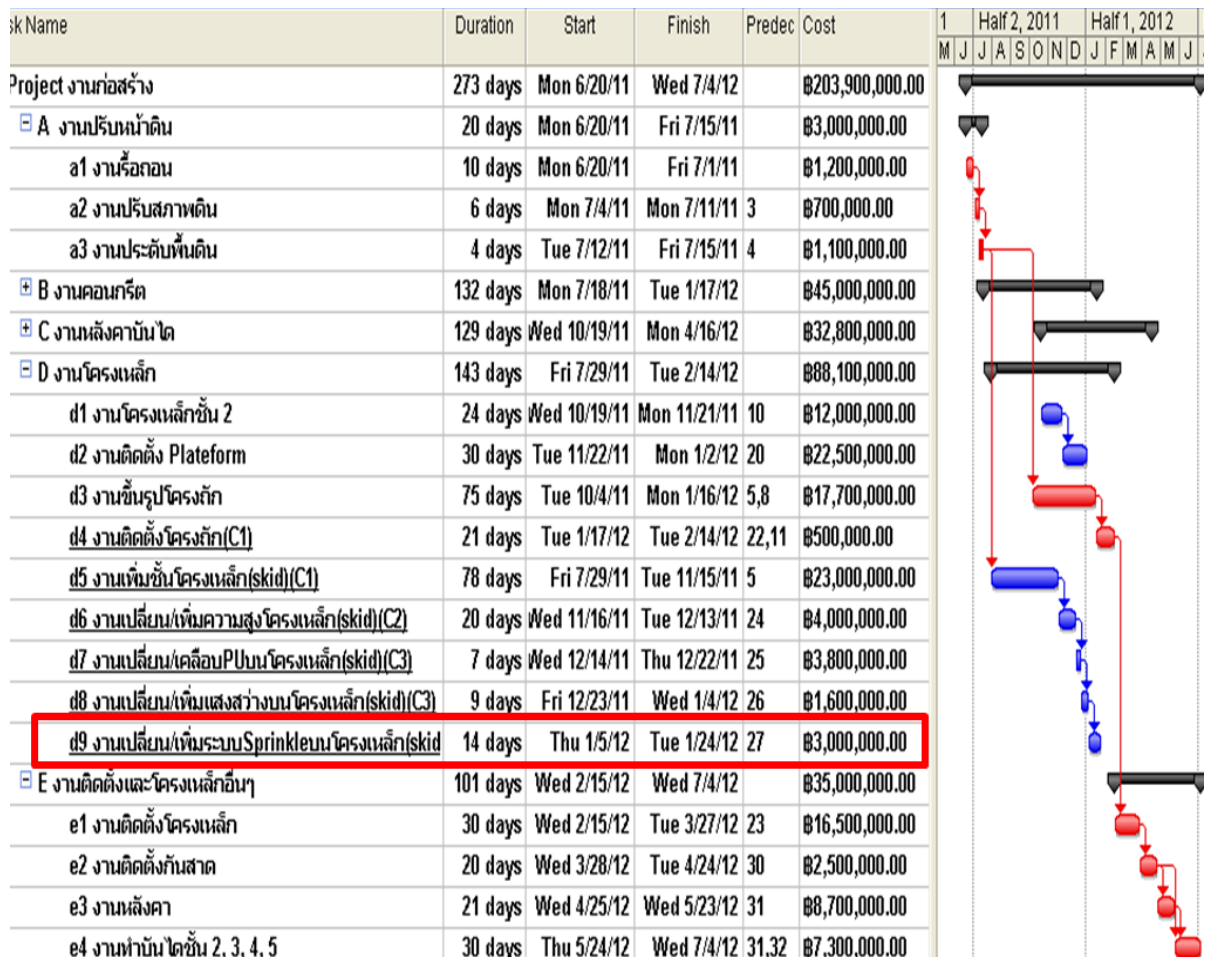 sk Name Duration Start Finish Predec Cost 1 Half 2, 2011 Half 1, 2012
M J J A S O N D J F M A M J
Project งานก่อสร้าง 273 days Mon 6/20/11 Wed 7/4/12 ฿203,900,000.00
A งานปรับหน้าดิน 20 days Mon 6/20/11 Fri 7/15/11 ฿3,000,000.00
a1 งานรื้อถอน 10 days Mon 6/20/11 Fri 7/1/11 ฿1,200,000.00
a2 งานปรับสภาพดิน 6 days Mon 7/4/11 Mon 7/11/11 3 ฿700,000.00
a3 งานประดับพื้นดิน 4 days Tue 7/12/11 Fri 7/15/11 4 ฿1,100,000.00
B งานคอนกรีต 132 days Mon 7/18/11 Tue 1/17/12 ฿45,000,000.00
C งานหลังคาบันได 129 days Wed 10/19/11 Mon 4/16/12 ฿32,800,000.00
D งานโครงเหล็ก 143 days Fri 7/29/11 Tue 2/14/12 ฿88,100,000.00
d1 งานโครงเหล็กชั้น 2 24 days Wed 10/19/11 Mon 11/21/11 10 ฿12,000,000.00
d2 งานติดตั้ง Plateform 30 days Tue 11/22/11 Mon 1/2/12 20 ฿22,500,000.00
d3 งานขึ้นรูปโครงถัก 75 days Tue 10/4/11 Mon 1/16/12 5,8 ฿17,700,000.00
d4 งานติดตั้งโครงถัก(C1) 21 days Tue 1/17/12 Tue 2/14/12 22,11 ฿500,000.00
d5 งานเพิ่มชั้นโครงเหล็ก(skid)(C1) 78 days Fri 7/29/11 Tue 11/15/11 5 ฿23,000,000.00
d6 งานเปลี่ยน/เพิ่มความสูงโครงเหล็ก(skid)(C2) 20 days Wed 11/16/11 Tue 12/13/11 24 ฿4,000,000.00
d7 งานเปลี่ยน/เคลือบPUบนโครงเหล็ก(skid)(C3) 7 days Wed 12/14/11 Thu 12/22/11 25 ฿3,800,000.00
d8 งานเปลี่ยน/เพิ่มแสงสว่างบนโครงเหล็ก(skid)(C3) 9 days Fri 12/23/11 Wed 1/4/12 26 ฿1,600,000.00
d9 งานเปลี่ยน/เพิ่มระบบSprinkleบนโครงเหล็ก(skid 14 days Thu 1/5/12 Tue 1/24/12 27 ฿3,000,000.00
E งานติดตั้งและโครงเหล็กอื่นๆ 101 days Wed 2/15/12 Wed 7/4/12 ฿35,000,000.00
e1 งานติดตั้งโครงเหล็ก 30 days Wed 2/15/12 Tue 3/27/12 23 ฿16,500,000.00
e2 งานติดตั้งกันสาด 20 days Wed 3/28/12 Tue 4/24/12 30 ฿2,500,000.00
e3 งานหลังคา 21 days Wed 4/25/12 Wed 5/23/12 31 ฿8,700,000.00
e4 งานทำบันไดชั้น 2, 3, 4, 5 30 days Thu 5/24/12 Wed 7/4/12 31,32 ฿7,300,000.00